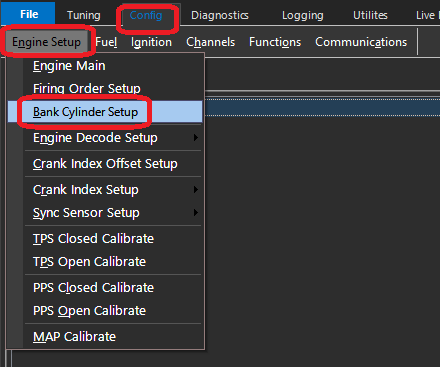 File Tuning Config Diagnostics Logging Utilites Live
Engine Setup Fuel Ignition Channels Functions Communications
Engine Main
Firing Order Setup
Bank Cylinder Setup
Engine Decode Setup
Crank Index Offset Setup
Crank Index Setup
Sync Sensor Setup
TPS Closed Calibrate
TPS Open Calibrate
PPS Closed Calibrate
PPS Open Calibrate
MAP Calibrate